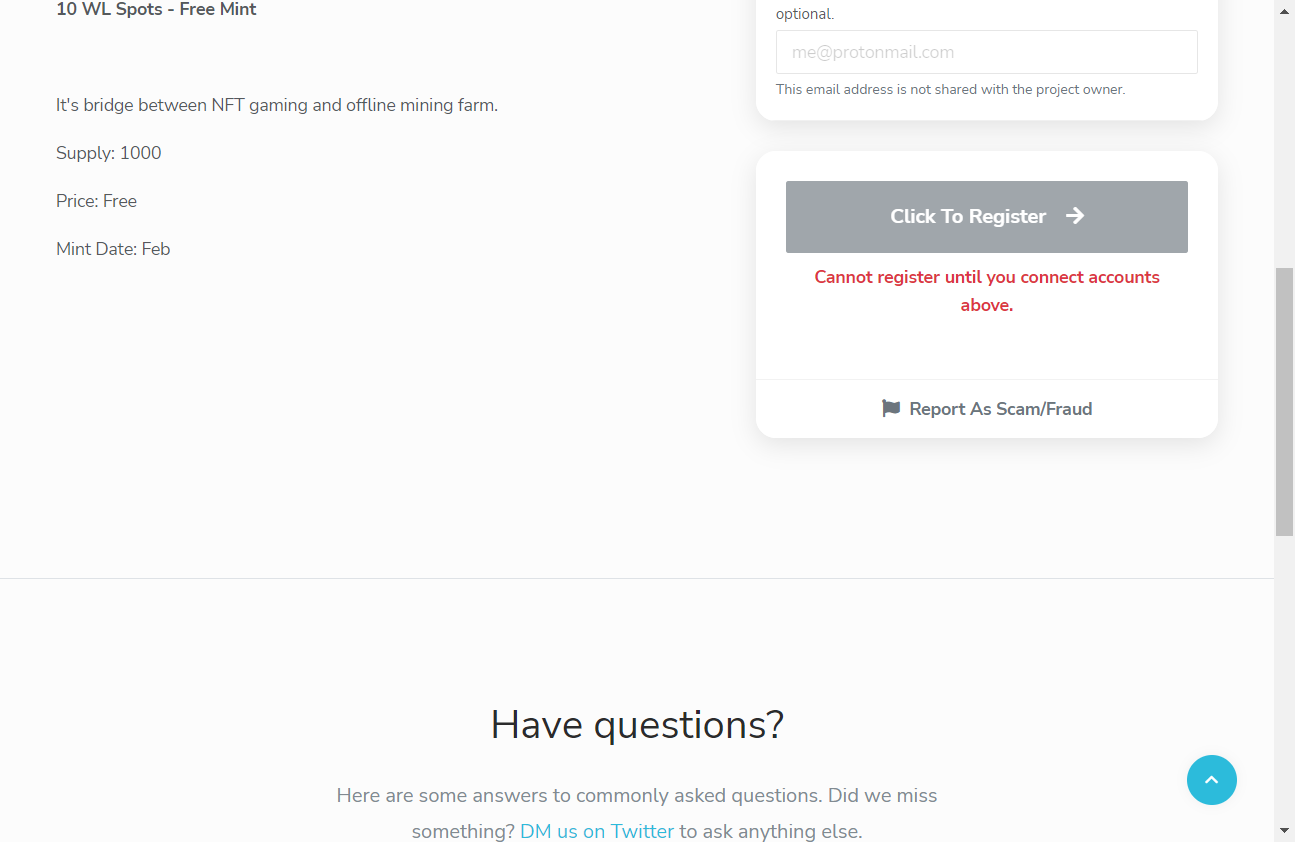 10 WL Spots - Free Mint
It's bridge between NFT gaming and offline mining farm.
Supply: 1000
Price: Free
Mint Date: Feb
optional.
me@protonmail.com
This email address is not shared with the project owner.
Click To Register
Cannot register until you connect accounts
above.
Report As Scam/Fraud
Have questions?
Here are some answers to commonly asked questions. Did we miss
something? DM us on Twitter to ask anything else.